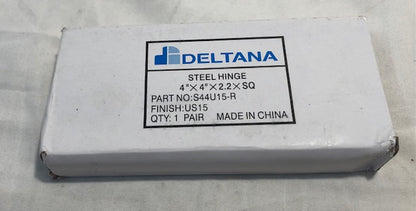 DELTANA
STEEL HINGE
4"×4"×2.2×SQ
PART NO:S44U15-R
FINISH:US15
QTY: 1 PAIR MADE IN CHINA